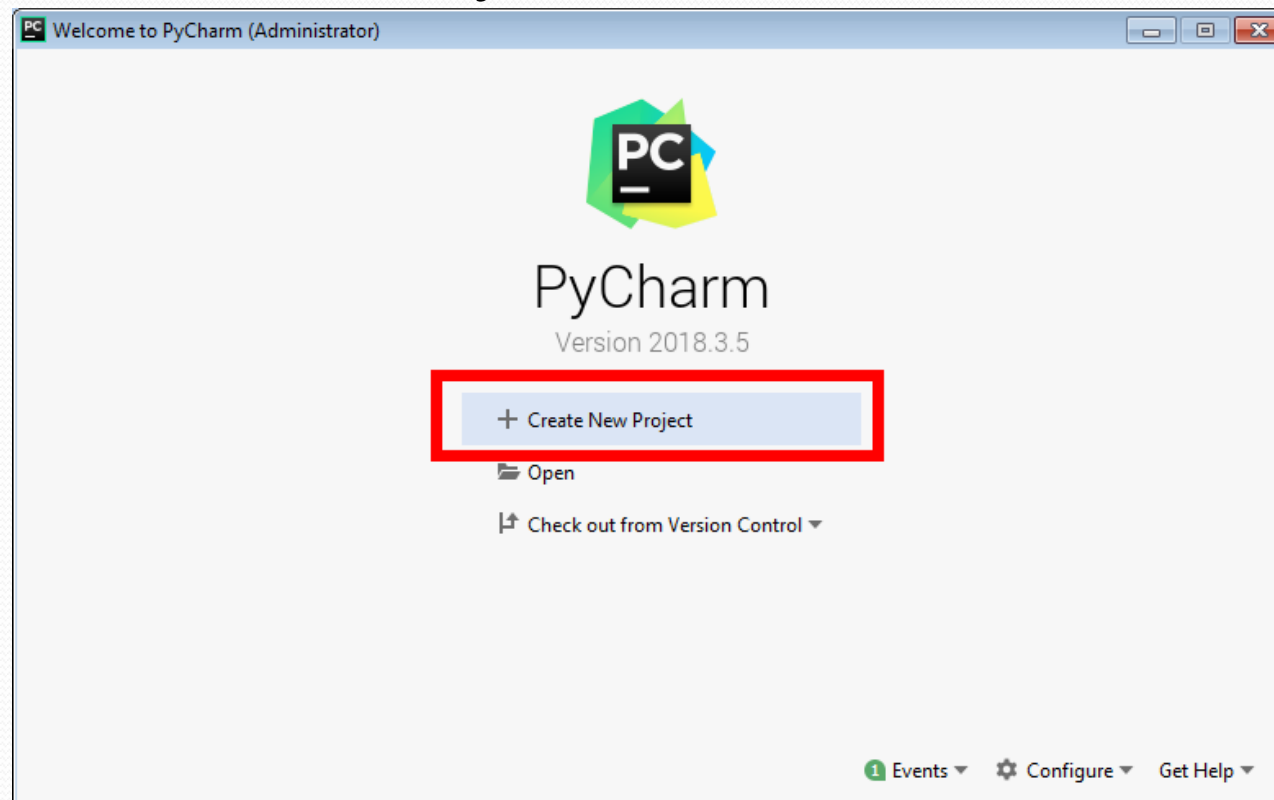 PC Welcome to PyCharm (Administrator)
PC
PyCharm
Version 2018.3.5
Create New Project
Open
Check out from Version Control
1 Events Configure Get Help